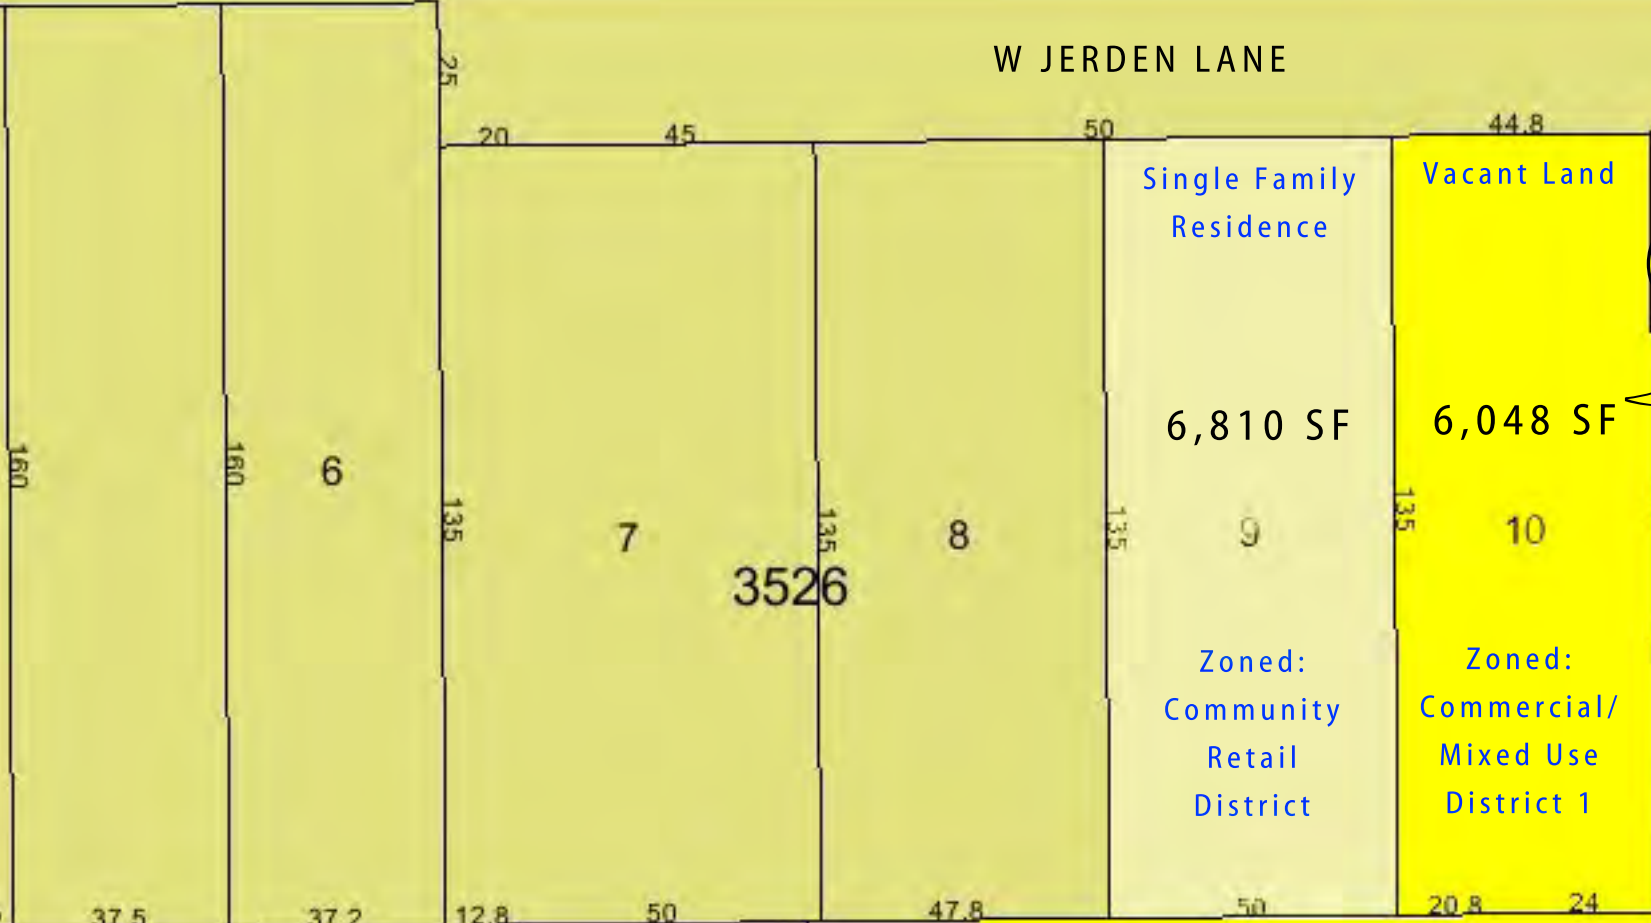 W JERDEN LANE
25
20
45
50
44.8
Single Family
Residence
Vacant Land
6,810 SF
6,048 SF
160
160
6
135
7
135
8
135
9
135
10
3526
Zoned:
Community
Retail
District
Zoned:
Commercial/
Mixed Use
District 1
37.5
37.2
12.8
50
47.8
50
20.8
24